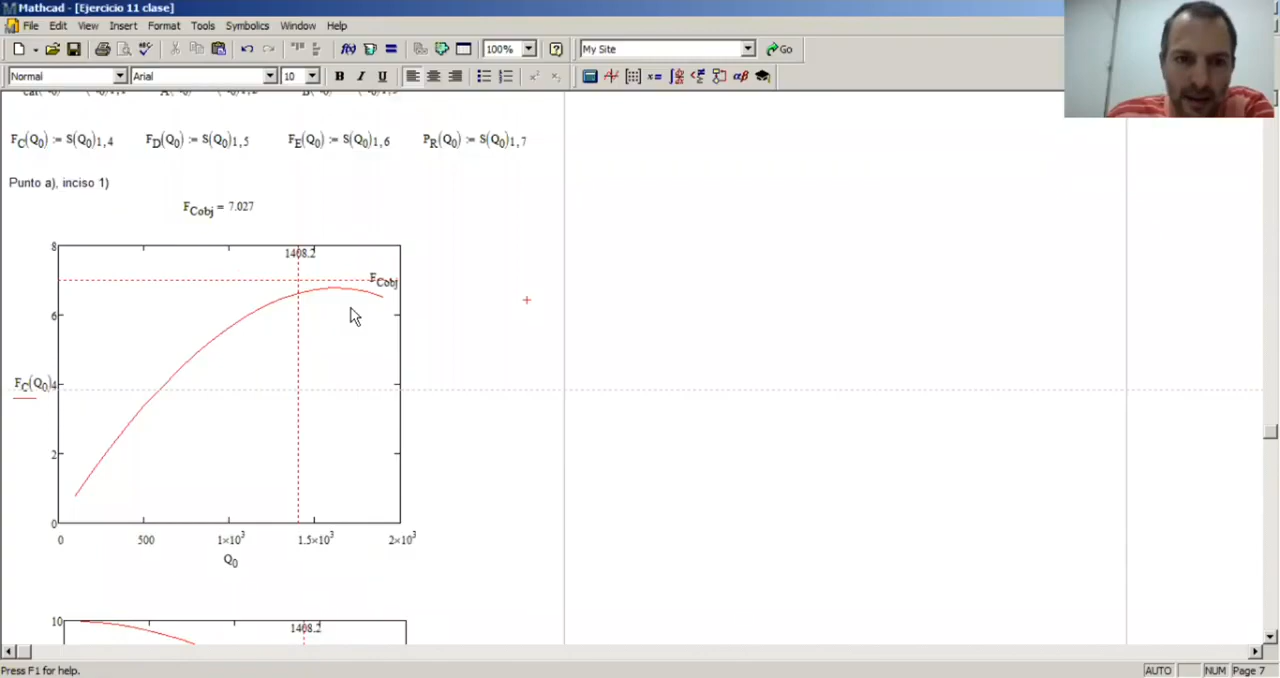 Mathcad - [Ejercicio 11 clase]
File Edit View Insert Format Tools Symbolics Window Help
100% My Site Go
Normal Arial 10 B I U
F_C(Q_0) := S(Q_0)_1,4 F_D(Q_0) := S(Q_0)_1,5 F_E(Q_0) := S(Q_0)_1,6 P_R(Q_0) := S(Q_0)_1,7
Punto a), inciso 1)
F_Cobj = 7.027
8
1408.2
F_Cobj
6
F_C(Q_0) 4
2
0
0 500 1×10^3 1.5×10^3 2×10^3
Q_0
10
1408.2
Press F1 for help. AUTO NUM Page 7